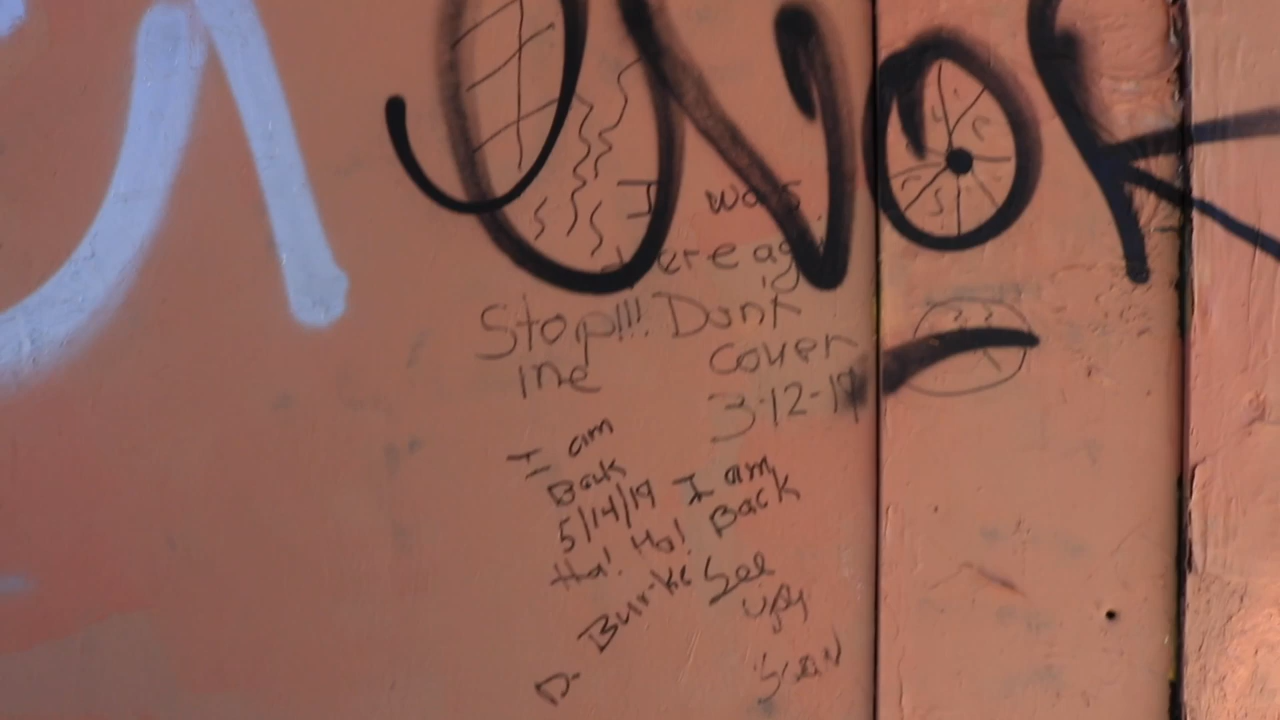 I was
here ag
Stop!!! Dont
me cover
3-12-19
I am
Back
5/14/19 I am
Ha! Ha! Back
D. Burke See